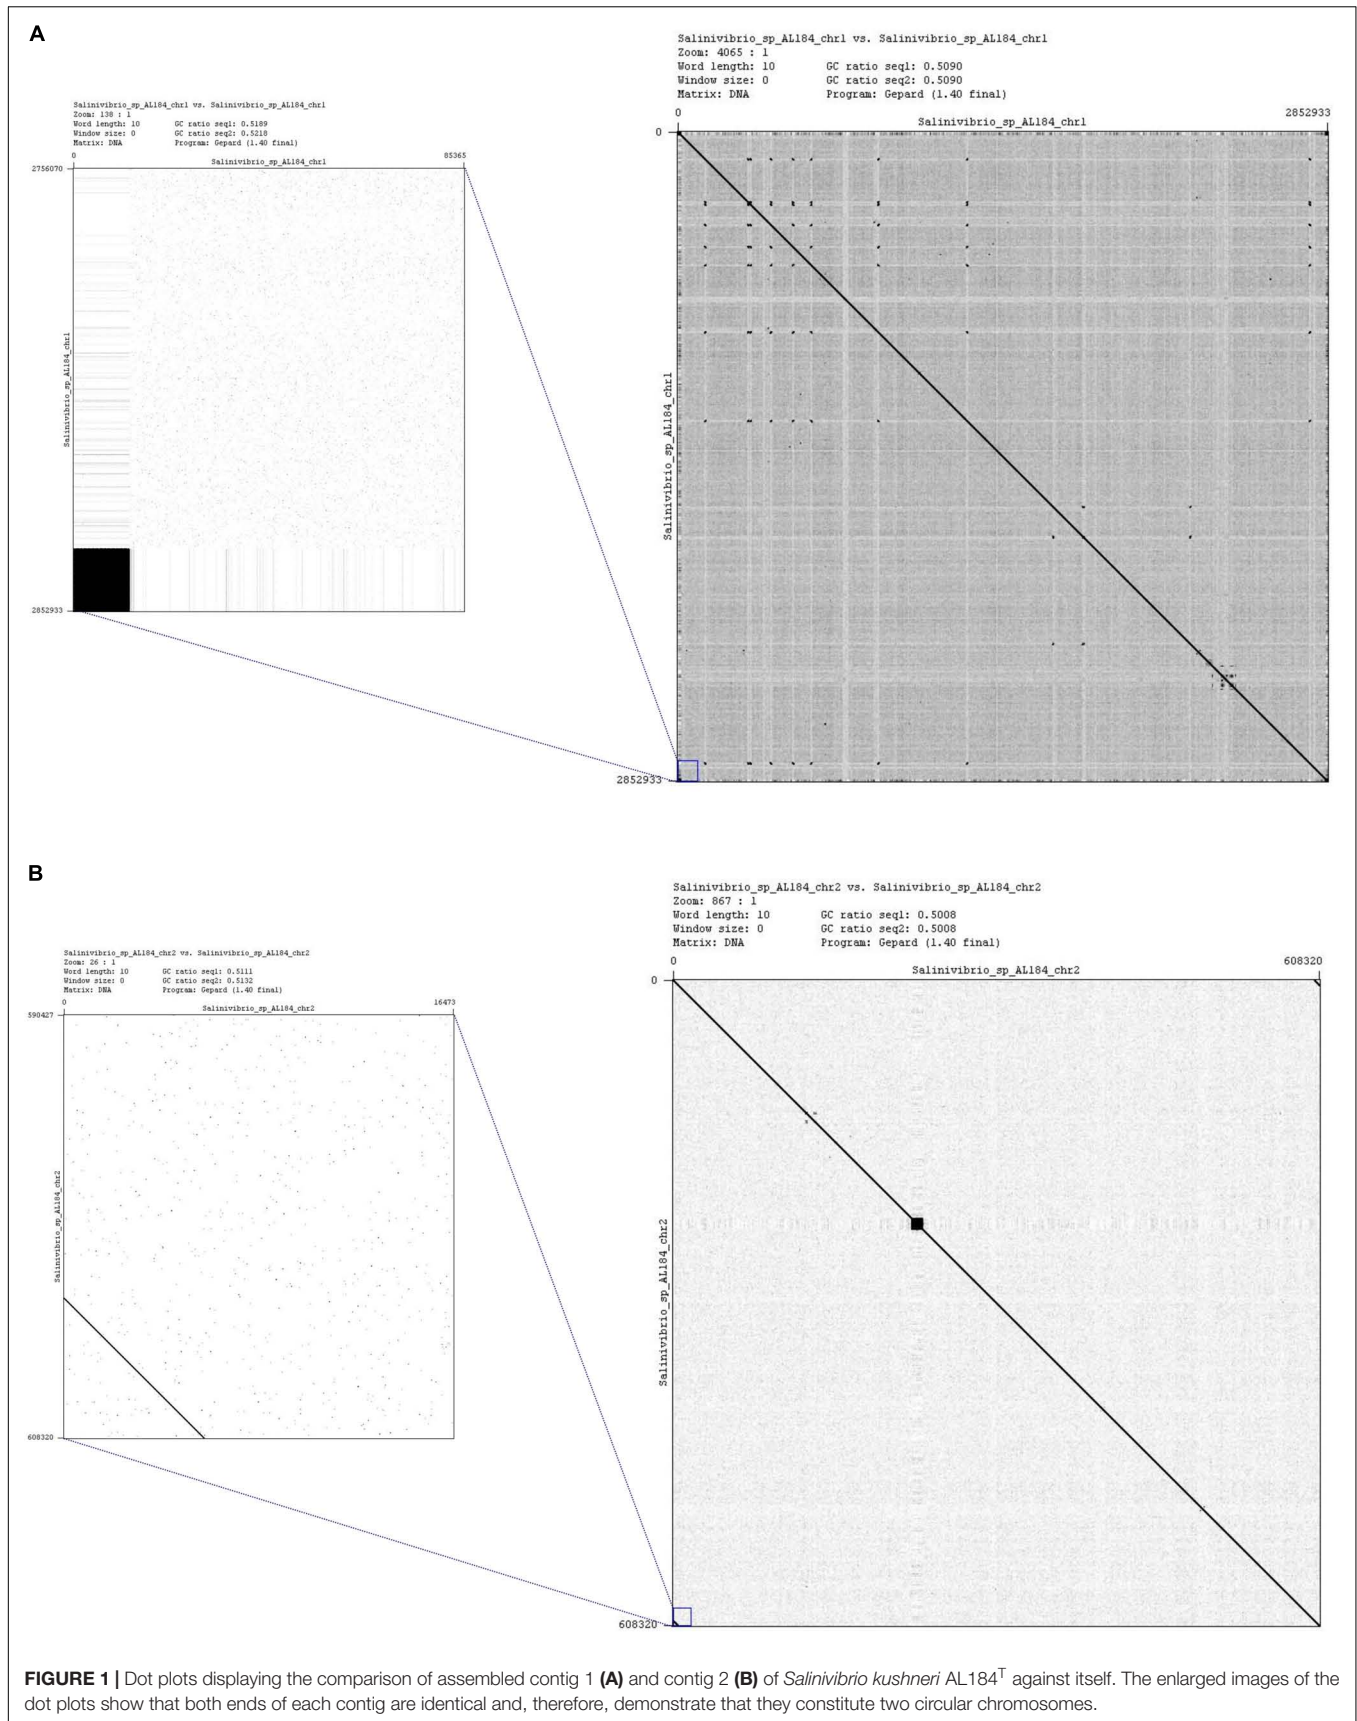 A
Salinivibrio_sp_AL184_chr1 vs. Salinivibrio_sp_AL184_chr1
Zoom: 4065 : 1
Word length: 10 GC ratio seq1: 0.5090
Window size: 0 GC ratio seq2: 0.5090
Matrix: DNA Program: Gepard (1.40 final)
0 2852933
Salinivibrio_sp_AL184_chr1
0
Salinivibrio_sp_AL184_chr1
2852933
Salinivibrio_sp_AL184_chr1 vs. Salinivibrio_sp_AL184_chr1
Zoom: 138 : 1
Word length: 10 GC ratio seq1: 0.5189
Window size: 0 GC ratio seq2: 0.5218
Matrix: DNA Program: Gepard (1.40 final)
0 85365
Salinivibrio_sp_AL184_chr1
2756070
Salinivibrio_sp_AL184_chr1
2852933
B
Salinivibrio_sp_AL184_chr2 vs. Salinivibrio_sp_AL184_chr2
Zoom: 867 : 1
Word length: 10 GC ratio seq1: 0.5008
Window size: 0 GC ratio seq2: 0.5008
Matrix: DNA Program: Gepard (1.40 final)
0 608320
Salinivibrio_sp_AL184_chr2
0
Salinivibrio_sp_AL184_chr2
608320
Salinivibrio_sp_AL184_chr2 vs. Salinivibrio_sp_AL184_chr2
Zoom: 26 : 1
Word length: 10 GC ratio seq1: 0.5111
Window size: 0 GC ratio seq2: 0.5132
Matrix: DNA Program: Gepard (1.40 final)
0 16473
Salinivibrio_sp_AL184_chr2
590427
Salinivibrio_sp_AL184_chr2
608320
FIGURE 1 | Dot plots displaying the comparison of assembled contig 1 (A) and contig 2 (B) of Salinivibrio kushneri AL184ᵀ against itself. The enlarged images of the
dot plots show that both ends of each contig are identical and, therefore, demonstrate that they constitute two circular chromosomes.